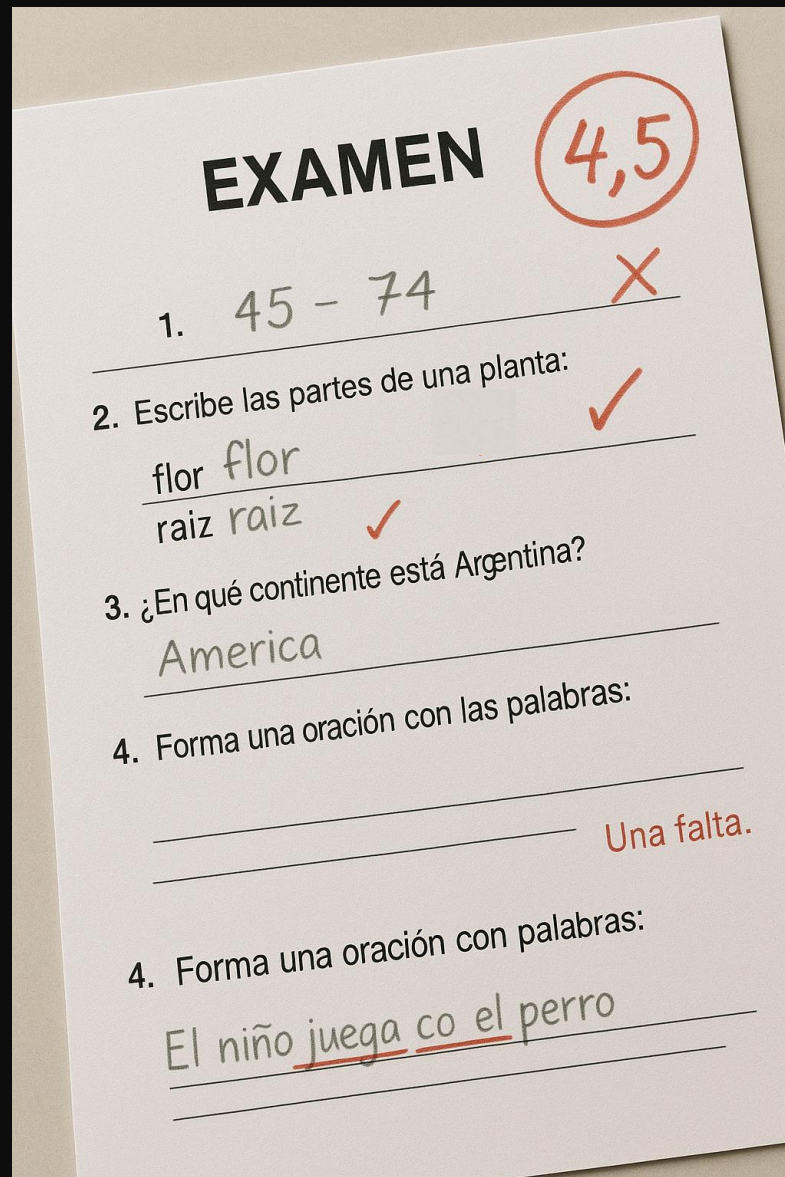 EXAMEN 4,5
1. 45 – 74
2. Escribe las partes de una planta:
flor flor
raiz raiz
3. ¿En qué continente está Argentina?
America
4. Forma una oración con las palabras:
Una falta.
4. Forma una oración con palabras:
El niño juega co el perro